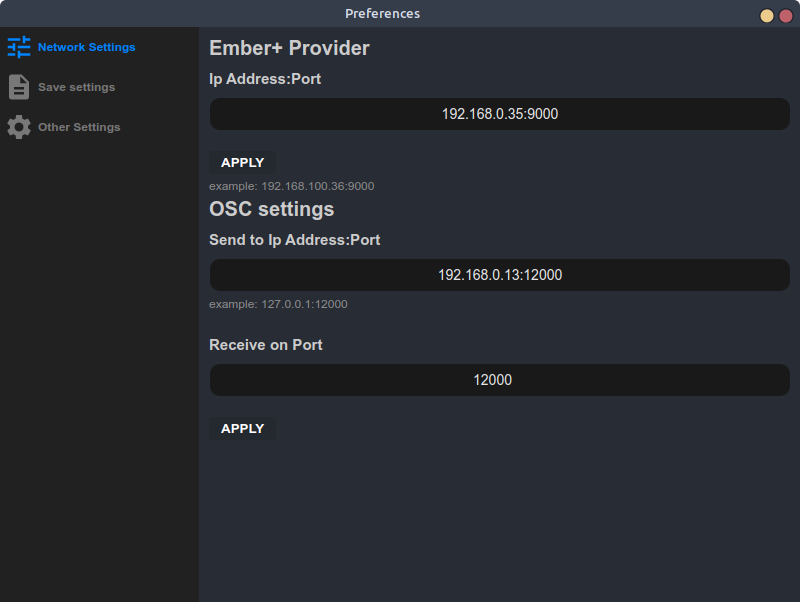 Preferences
Network Settings
Save settings
Other Settings
Ember+ Provider
Ip Address:Port
192.168.0.35:9000
APPLY
example: 192.168.100.36:9000
OSC settings
Send to Ip Address:Port
192.168.0.13:12000
example: 127.0.0.1:12000
Receive on Port
12000
APPLY